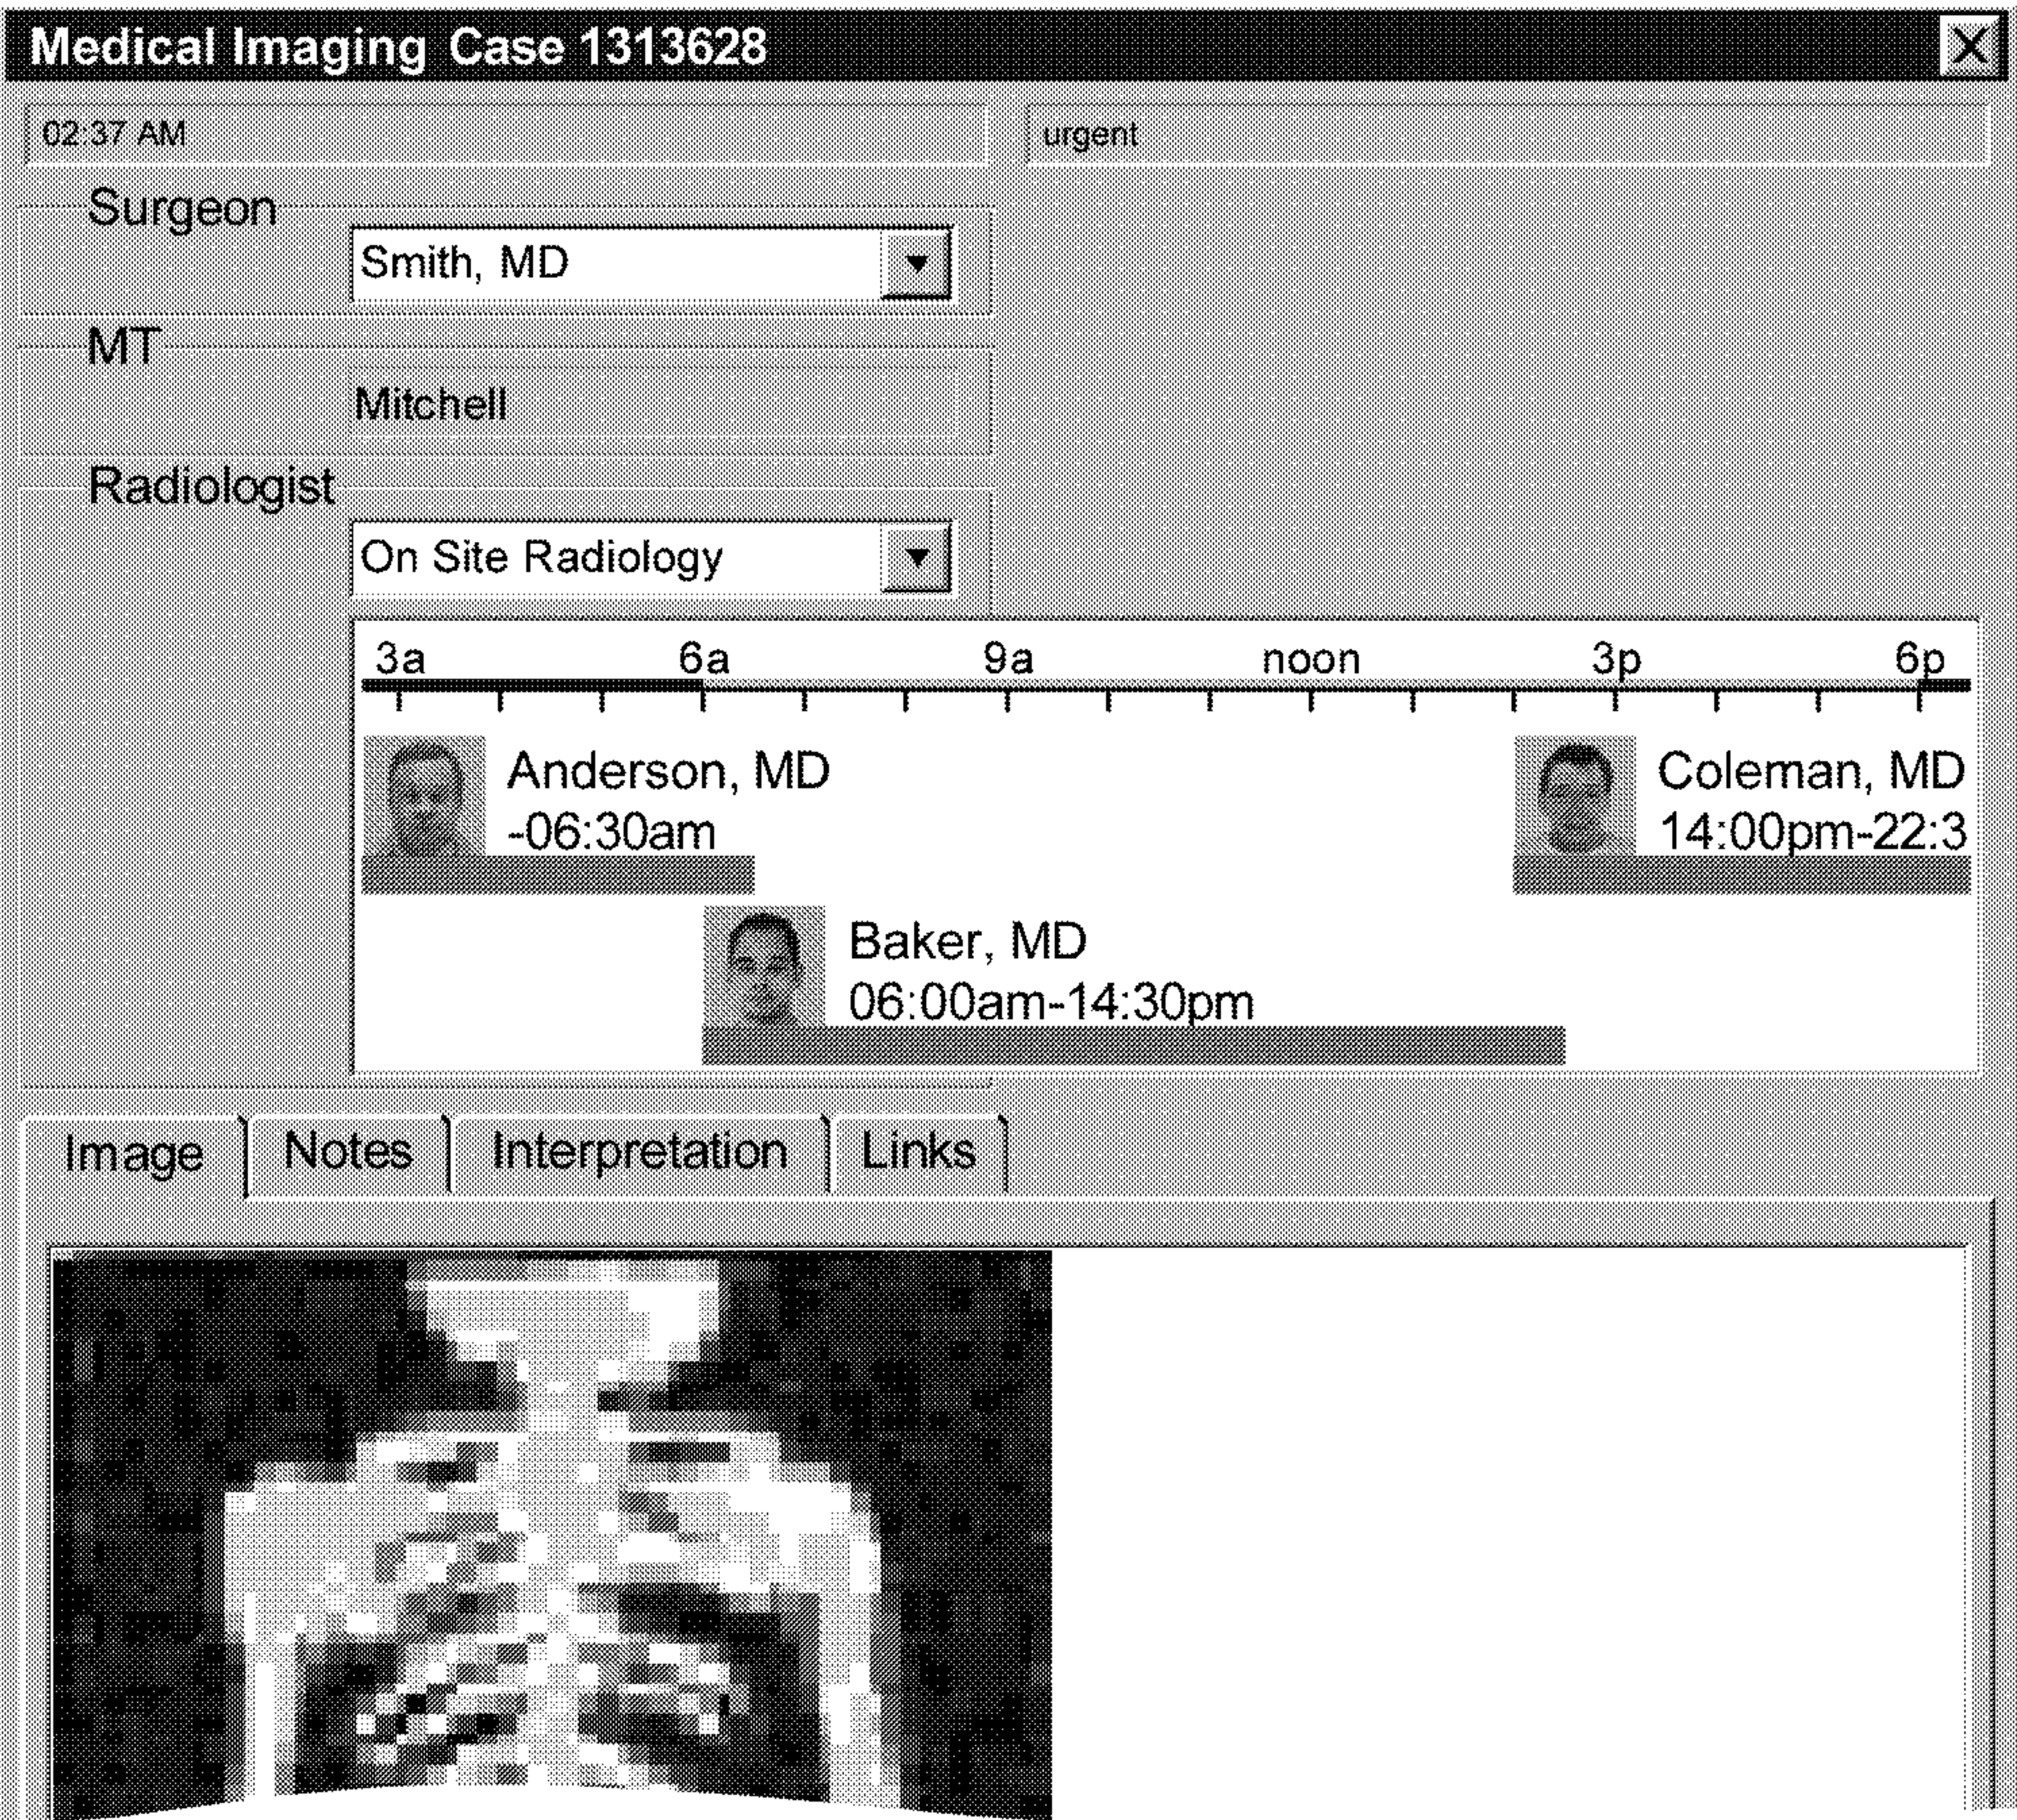 Medical Imaging Case 1313628
02:37 AM
urgent
Surgeon
Smith, MD
MT
Mitchell
Radiologist
On Site Radiology
3a 6a 9a noon 3p 6p
Anderson, MD
-06:30am
Coleman, MD
14:00pm-22:3
Baker, MD
06:00am-14:30pm
Image Notes Interpretation Links